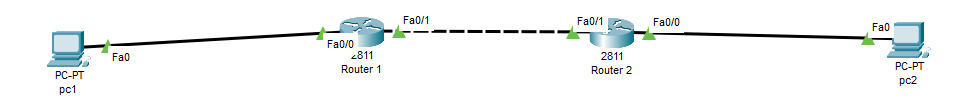 PC-PT
pc1
Fa0
Fa0/0
2811
Router 1
Fa0/1
Fa0/1
2811
Router 2
Fa0/0
Fa0
PC-PT
pc2